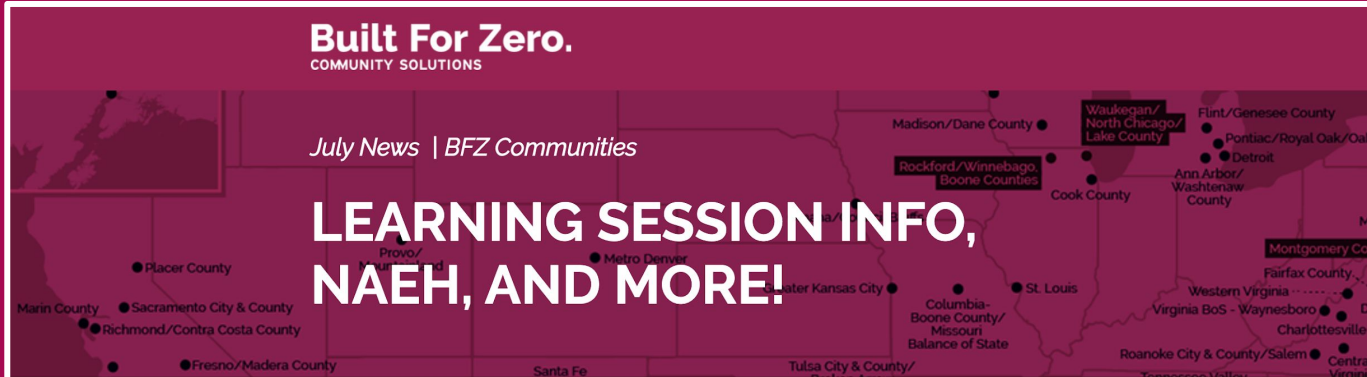 Built For Zero.
COMMUNITY SOLUTIONS
July News | BFZ Communities
LEARNING SESSION INFO,
NAEH, AND MORE!
Madison/Dane County
Waukegan/
North Chicago/
Lake County
Flint/Genesee County
Pontiac/Royal Oak/Oa
Detroit
Rockford/Winnebago,
Boone Counties
Cook County
Ann Arbor/
Washtenaw
County
Provo/
Metro Denver
Placer County
Greater Kansas City
St. Louis
Columbia-
Boone County/
Missouri
Balance of State
Montgomery Co
Fairfax County
Western Virginia
Virginia BoS - Waynesboro
Charlottesville
Marin County
Sacramento City & County
Richmond/Contra Costa County
Fresno/Madera County
Santa Fe
Tulsa City & County/
Roanoke City & County/Salem
Tennessee Valley